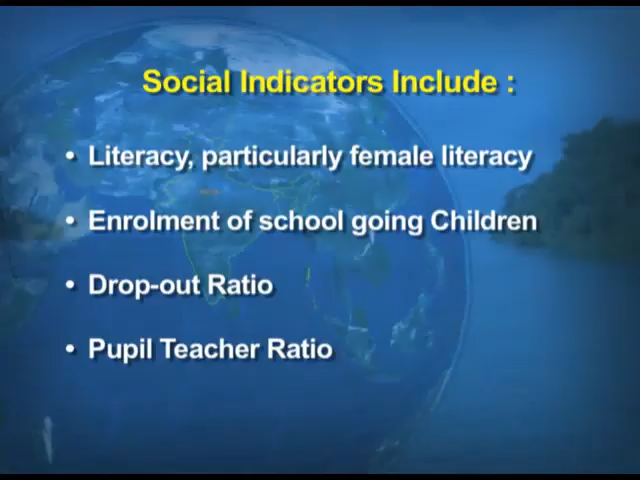 Social Indicators Include :
• Literacy, particularly female literacy
• Enrolment of school going Children
• Drop-out Ratio
• Pupil Teacher Ratio